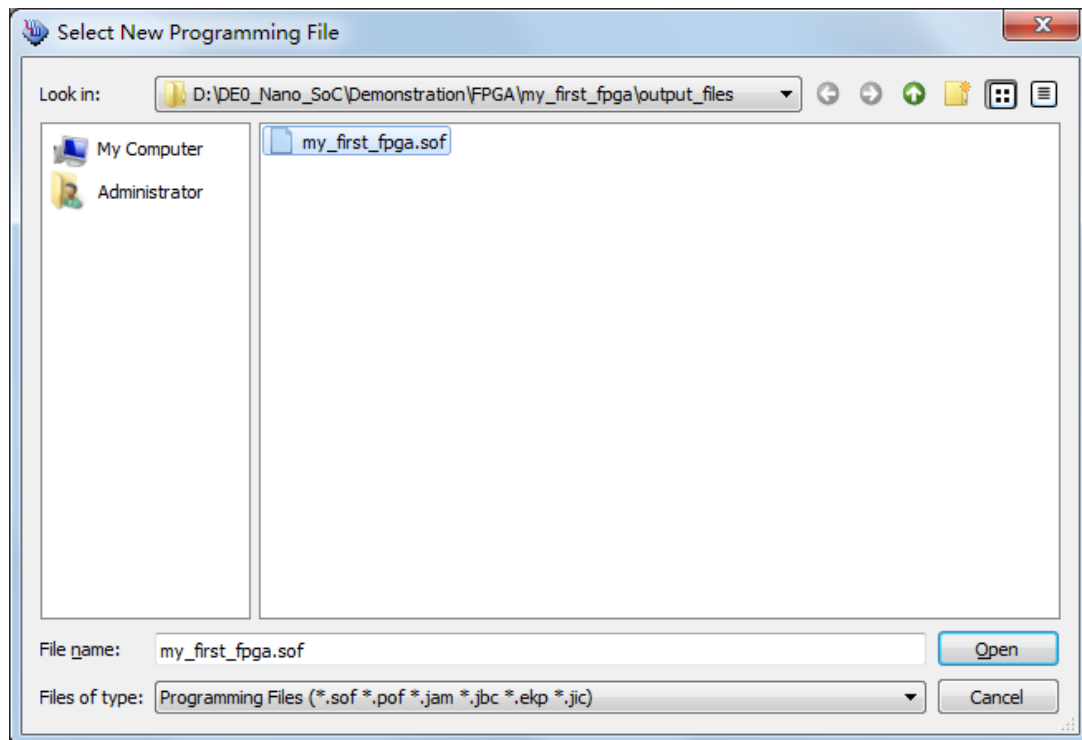 Select New Programming File
Look in: D:\DE0_Nano_SoC\Demonstration\FPGA\my_first_fpga\output_files
My Computer
Administrator
my_first_fpga.sof
File name: my_first_fpga.sof Open
Files of type: Programming Files (*.sof *.pof *.jam *.jbc *.ekp *.jic) Cancel